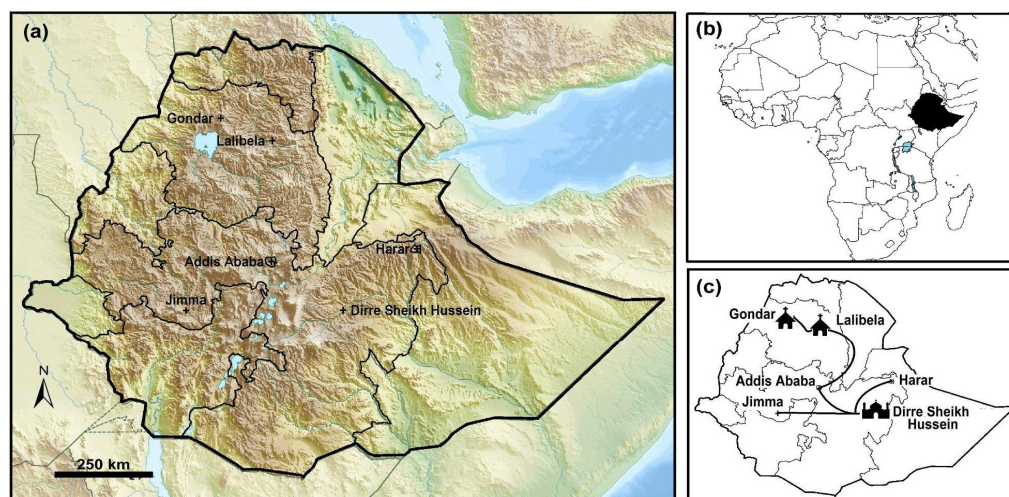 (a)
Gondar
Lalibela
Addis Ababa
Harar
Jimma
Dirre Sheikh Hussein
N
250 km
(b)
(c)
Gondar
Lalibela
Addis Ababa
Harar
Jimma
Dirre Sheikh
Hussein